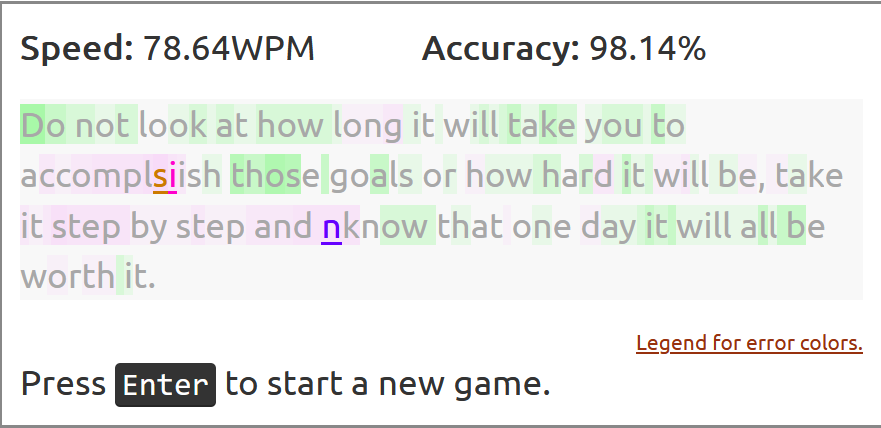 Speed: 78.64WPM Accuracy: 98.14%
Do not look at how long it will take you to
accomplsiish those goals or how hard it will be, take
it step by step and nknow that one day it will all be
worth it.
Legend for error colors.
Press Enter to start a new game.